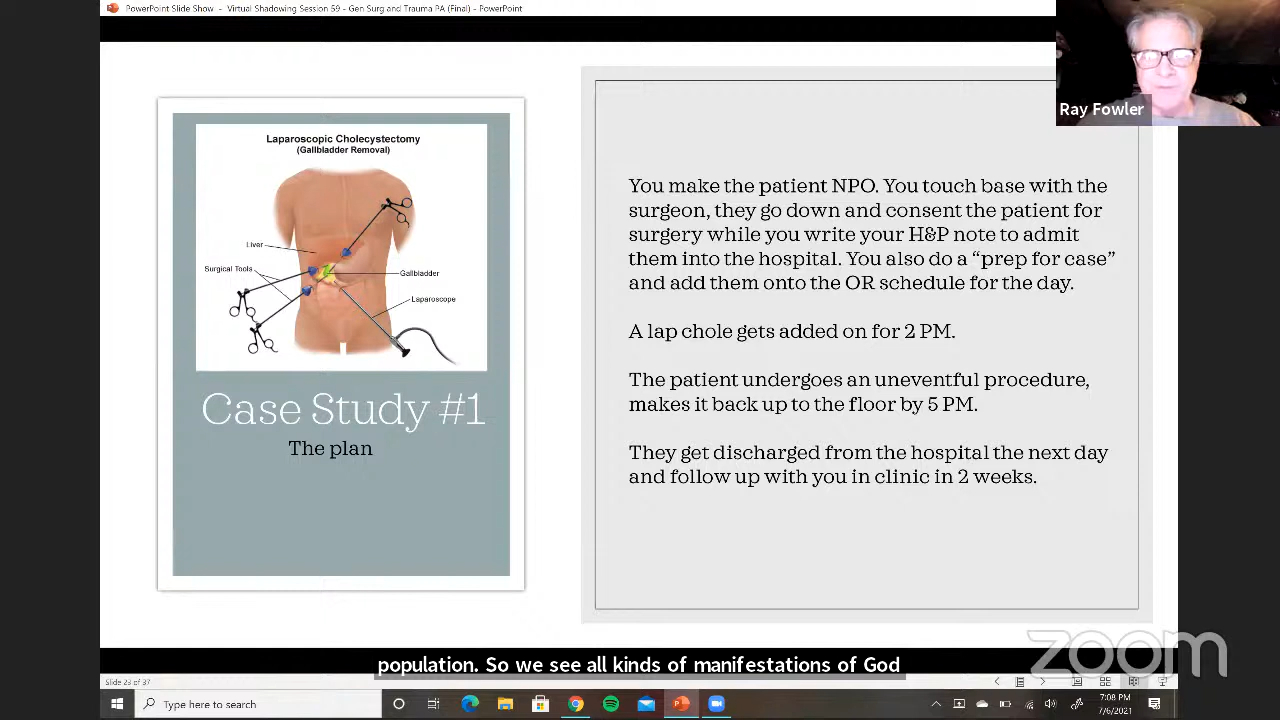 PowerPoint Slide Show - Virtual Shadowing Session 59 - Gen Surg and Trauma PA (Final) - PowerPoint
Ray Fowler
Laparoscopic Cholecystectomy
(Gallbladder Removal)
Liver
Surgical Tools
Gallbladder
Laparoscope
Case Study #1
The plan
You make the patient NPO. You touch base with the
surgeon, they go down and consent the patient for
surgery while you write your H&P note to admit
them into the hospital. You also do a “prep for case”
and add them onto the OR schedule for the day.
A lap chole gets added on for 2 PM.
The patient undergoes an uneventful procedure,
makes it back up to the floor by 5 PM.
They get discharged from the hospital the next day
and follow up with you in clinic in 2 weeks.
zoom
population. So we see all kinds of manifestations of God
Slide 23 of 37
Type here to search
7:08 PM
7/6/2021